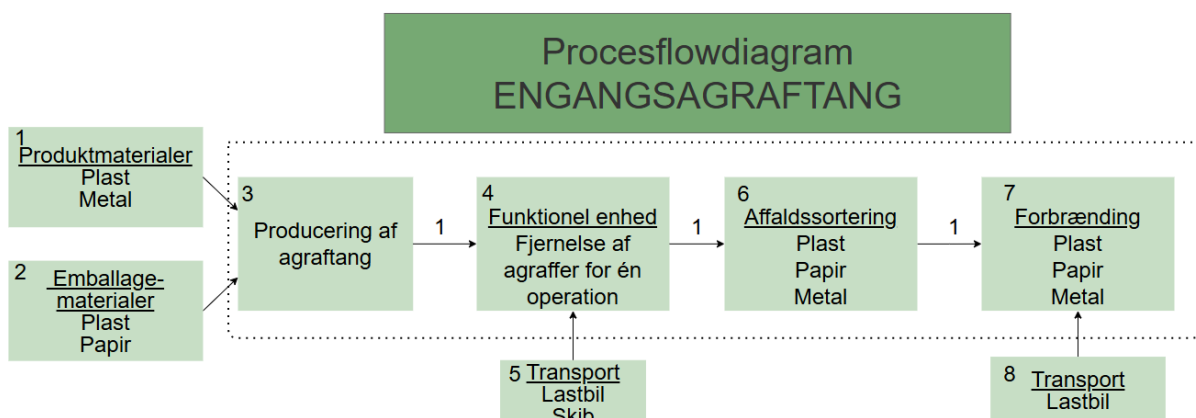 Procesflowdiagram
ENGANGSAGRAFTANG
1
Produktmaterialer
Plast
Metal
2
Emballage-
materialer
Plast
Papir
3
Producering af
agraftang
1
4
Funktionel enhed
Fjernelse af
agraffer for én
operation
1
5
Transport
Lastbil
Skib
6
Affaldssortering
Plast
Papir
Metal
1
7
Forbrænding
Plast
Papir
Metal
8
Transport
Lastbil